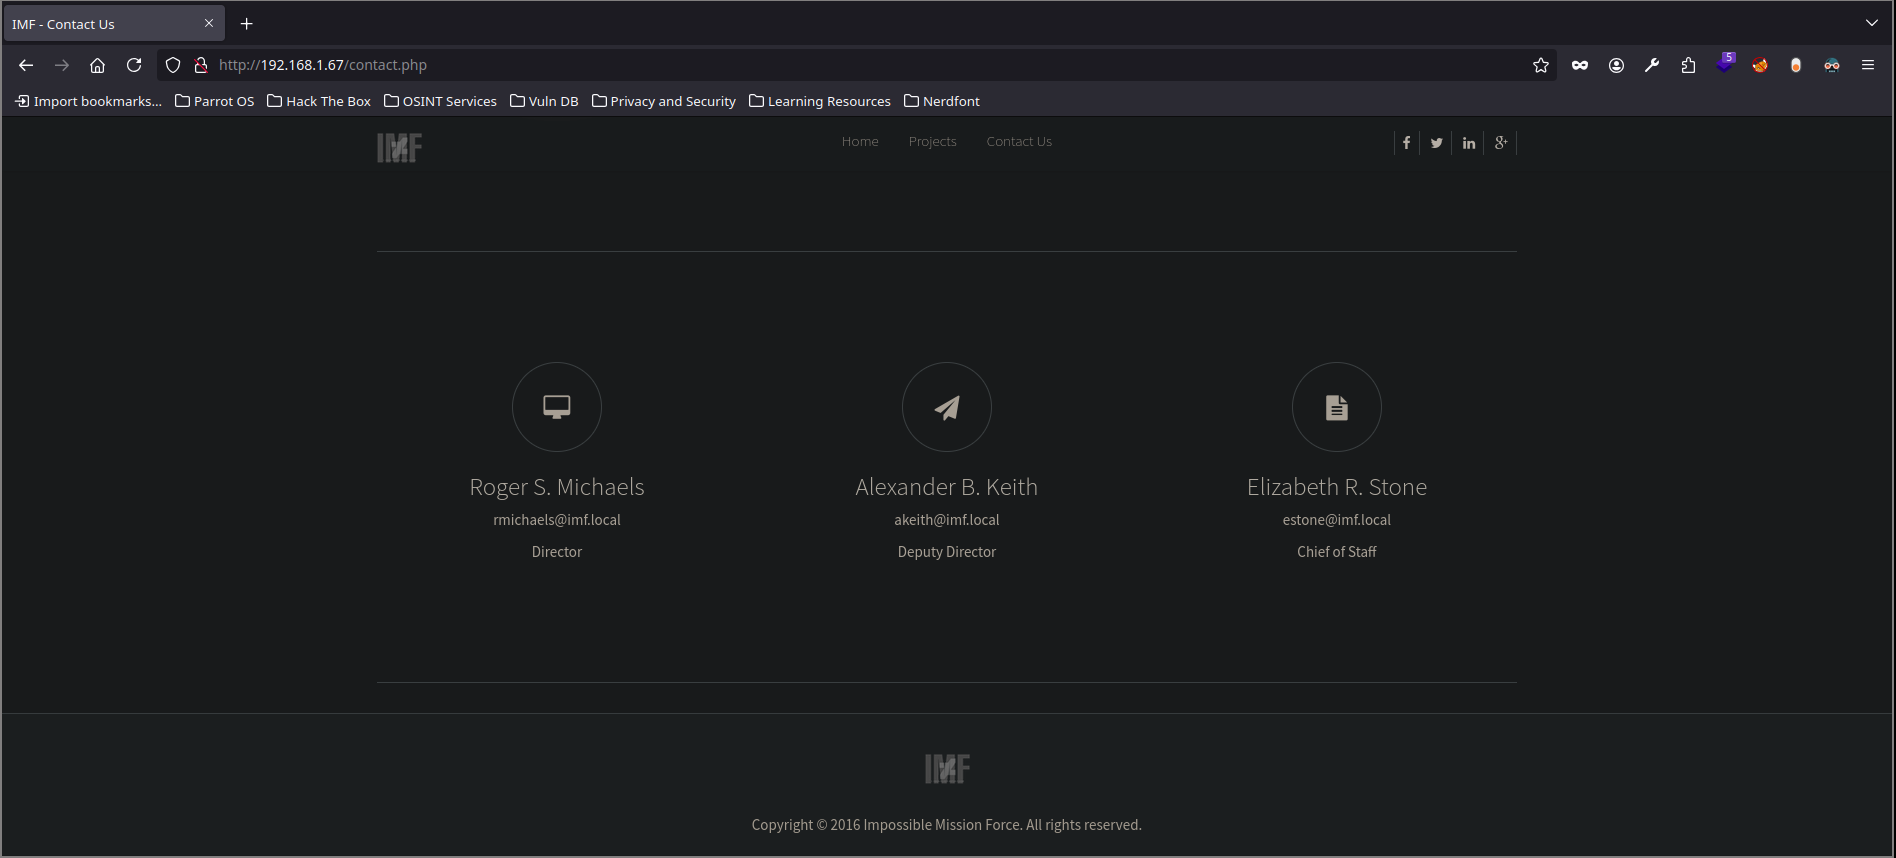 IMF - Contact Us
http://192.168.1.67/contact.php
5
Import bookmarks... Parrot OS Hack The Box OSINT Services Vuln DB Privacy and Security Learning Resources Nerdfont
IMF Home Projects Contact Us
Roger S. Michaels Alexander B. Keith Elizabeth R. Stone
rmichaels@imf.local akeith@imf.local estone@imf.local
Director Deputy Director Chief of Staff
IMF
Copyright © 2016 Impossible Mission Force. All rights reserved.